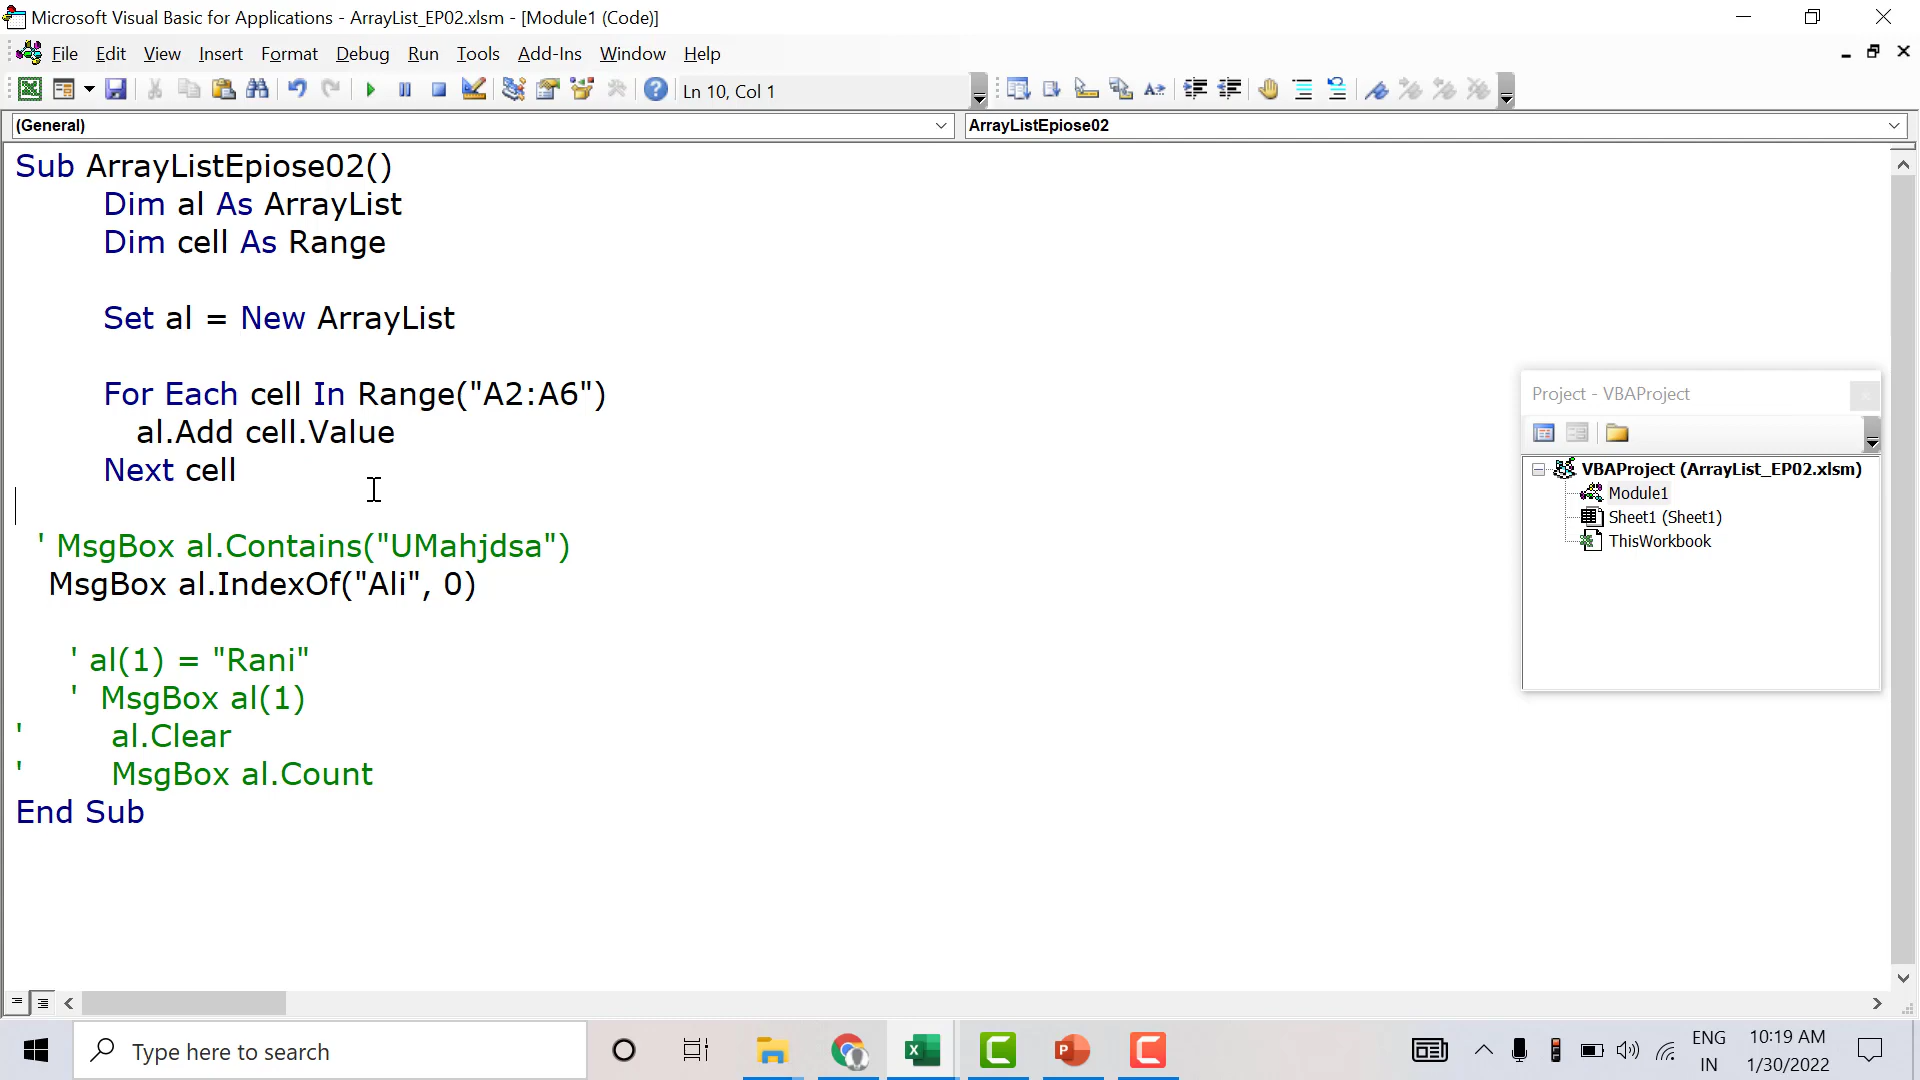 Microsoft Visual Basic for Applications - ArrayList_EP02.xlsm - [Module1 (Code)]
File Edit View Insert Format Debug Run Tools Add-Ins Window Help
Ln 10, Col 1
(General)
ArrayListEpiose02
Sub ArrayListEpiose02()
Dim al As ArrayList
Dim cell As Range
Set al = New ArrayList
For Each cell In Range("A2:A6")
al.Add cell.Value
Next cell
' MsgBox al.Contains("UMahjdsa")
MsgBox al.IndexOf("Ali", 0)
' al(1) = "Rani"
' MsgBox al(1)
' al.Clear
' MsgBox al.Count
End Sub
Project - VBAProject
VBAProject (ArrayList_EP02.xlsm)
Module1
Sheet1 (Sheet1)
ThisWorkbook
Type here to search
ENG
IN
10:19 AM
1/30/2022